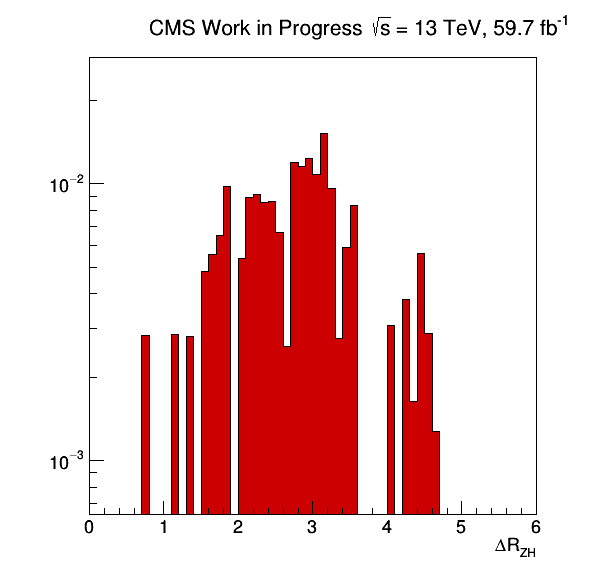 CMS Work in Progress √s = 13 TeV, 59.7 fb⁻¹
10⁻²
10⁻³
0 1 2 3 4 5 6
ΔR_ZH